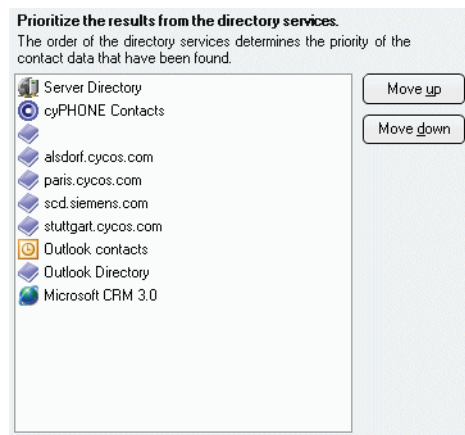 Prioritize the results from the directory services.
The order of the directory services determines the priority of the
contact data that have been found.
Server Directory
cyPHONE Contacts
alsdorf.cycos.com
paris.cycos.com
scd.siemens.com
stuttgart.cycos.com
Outlook contacts
Outlook Directory
Microsoft CRM 3.0
Move up
Move down